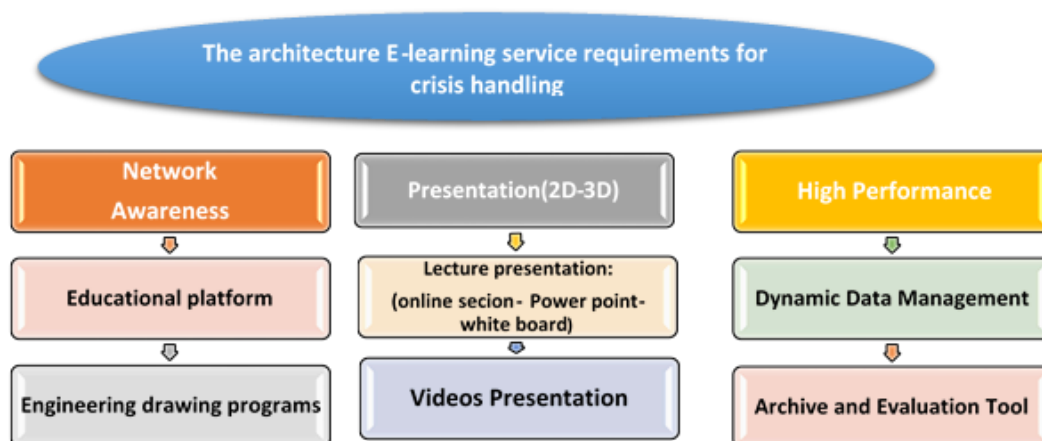 The architecture E-learning service requirements for
crisis handling
Network
Awareness
Presentation(2D-3D)
High Performance
Educational platform
Lecture presentation:
(online secion- Power point-
white board)
Dynamic Data Management
Engineering drawing programs
Videos Presentation
Archive and Evaluation Tool